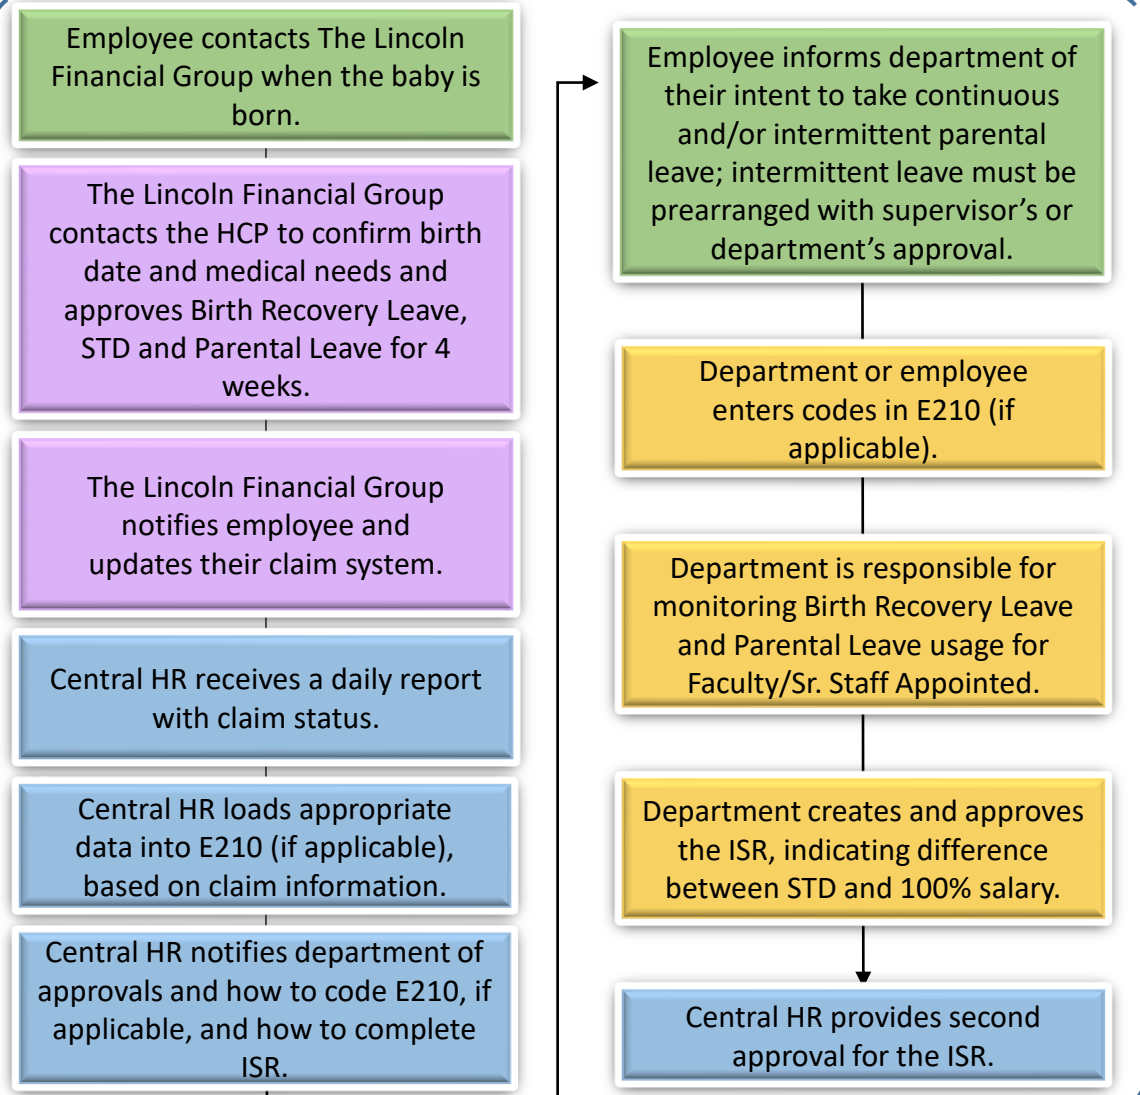 Employee contacts The Lincoln
Financial Group when the baby is
born.
The Lincoln Financial Group
contacts the HCP to confirm birth
date and medical needs and
approves Birth Recovery Leave,
STD and Parental Leave for 4
weeks.
The Lincoln Financial Group
notifies employee and
updates their claim system.
Central HR receives a daily report
with claim status.
Central HR loads appropriate
data into E210 (if applicable),
based on claim information.
Central HR notifies department of
approvals and how to code E210, if
applicable, and how to complete
ISR.
Employee informs department of
their intent to take continuous
and/or intermittent parental
leave; intermittent leave must be
prearranged with supervisor’s or
department’s approval.
Department or employee
enters codes in E210 (if
applicable).
Department is responsible for
monitoring Birth Recovery Leave
and Parental Leave usage for
Faculty/Sr. Staff Appointed.
Department creates and approves
the ISR, indicating difference
between STD and 100% salary.
Central HR provides second
approval for the ISR.